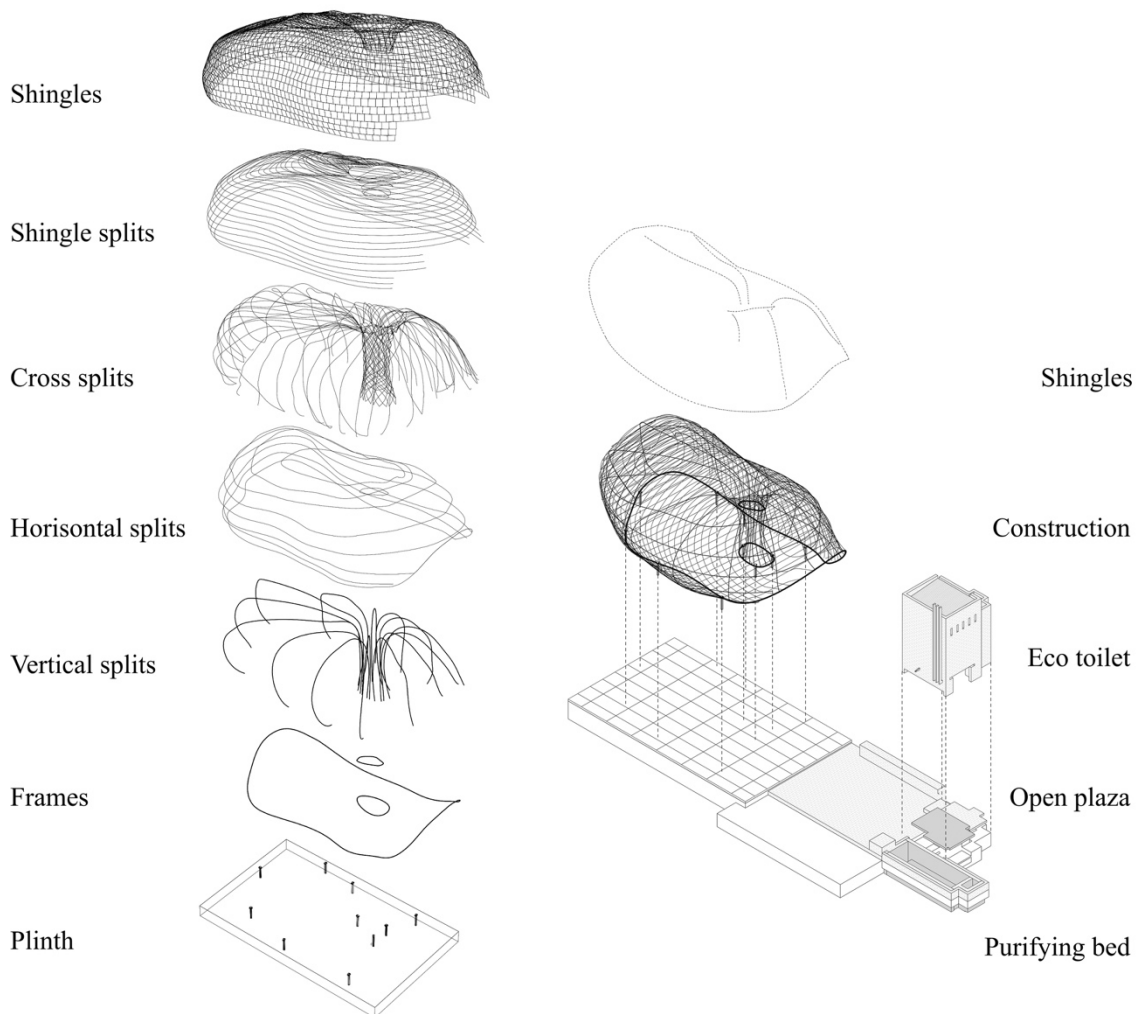 Shingles
Shingle splits
Cross splits
Horisontal splits
Vertical splits
Frames
Plinth
Shingles
Construction
Eco toilet
Open plaza
Purifying bed